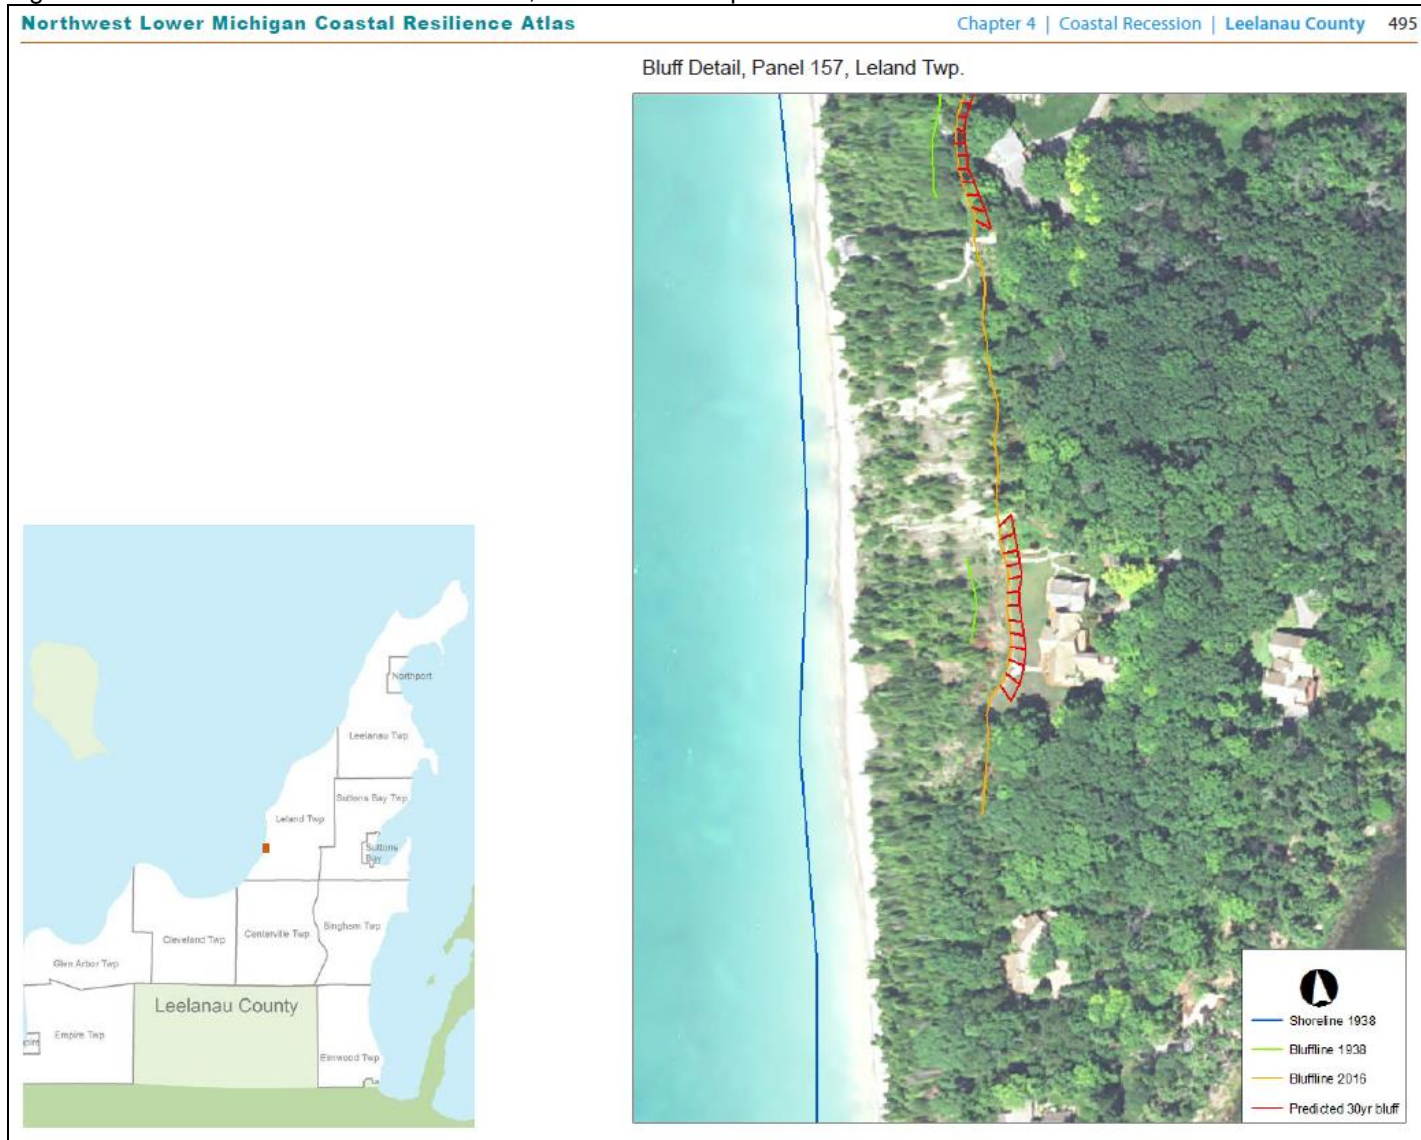 Northwest Lower Michigan Coastal Resilience Atlas
Chapter 4 | Coastal Recession | Leelanau County 495
Bluff Detail, Panel 157, Leland Twp.
Northport
Leelanau Twp
Suttons Bay Twp
Leland Twp
Suttons
Bay
Bingham Twp
Centerville Twp
Cleveland Twp
Glen Arbor Twp
Leelanau County
Empire Twp
Elmwood Twp
Shoreline 1938
Bluffline 1938
Bluffline 2016
Predicted 30yr bluff